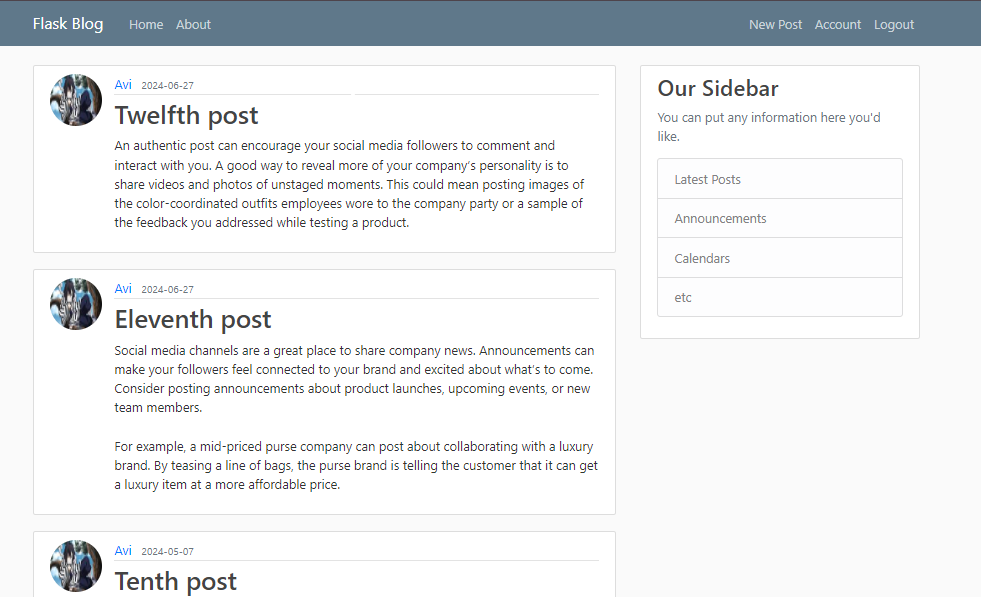 Flask Blog Home About New Post Account Logout
Avi 2024-06-27
Twelfth post
An authentic post can encourage your social media followers to comment and
interact with you. A good way to reveal more of your company's personality is to
share videos and photos of unstaged moments. This could mean posting images of
the color-coordinated outfits employees wore to the company party or a sample of
the feedback you addressed while testing a product.
Avi 2024-06-27
Eleventh post
Social media channels are a great place to share company news. Announcements can
make your followers feel connected to your brand and excited about what's to come.
Consider posting announcements about product launches, upcoming events, or new
team members.
For example, a mid-priced purse company can post about collaborating with a luxury
brand. By teasing a line of bags, the purse brand is telling the customer that it can get
a luxury item at a more affordable price.
Avi 2024-05-07
Tenth post
Our Sidebar
You can put any information here you'd
like.
Latest Posts
Announcements
Calendars
etc